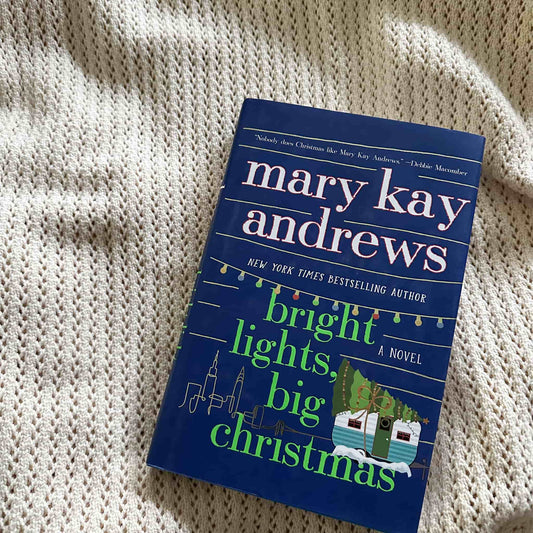 "Nobody does Christmas like Mary Kay Andrews." —Debbie Macomber
mary kay
andrews
NEW YORK TIMES BESTSELLING AUTHOR
bright
lights,
A NOVEL
big
christmas